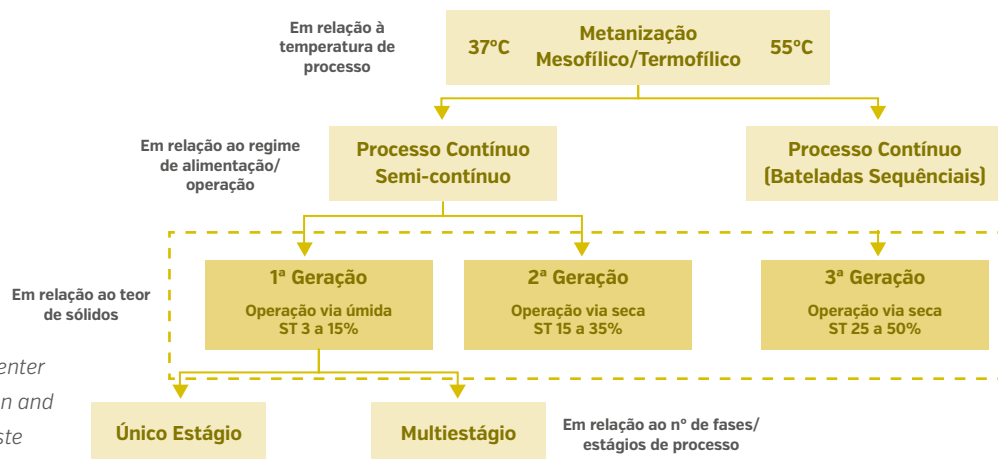 Em relação à
temperatura de
processo
37ºC
Metanização
Mesofílico/Termofílico
55ºC
Em relação ao regime
de alimentação/
operação
Processo Contínuo
Semi-contínuo
Processo Contínuo
(Bateladas Sequênciais)
Em relação ao teor
de sólidos
1ª Geração
Operação via úmida
ST 3 a 15%
2ª Geração
Operação via seca
ST 15 a 35%
3ª Geração
Operação via seca
ST 25 a 50%
enter
n and
ste
Único Estágio
Multiestágio
Em relação ao nº de fases/
estágios de processo